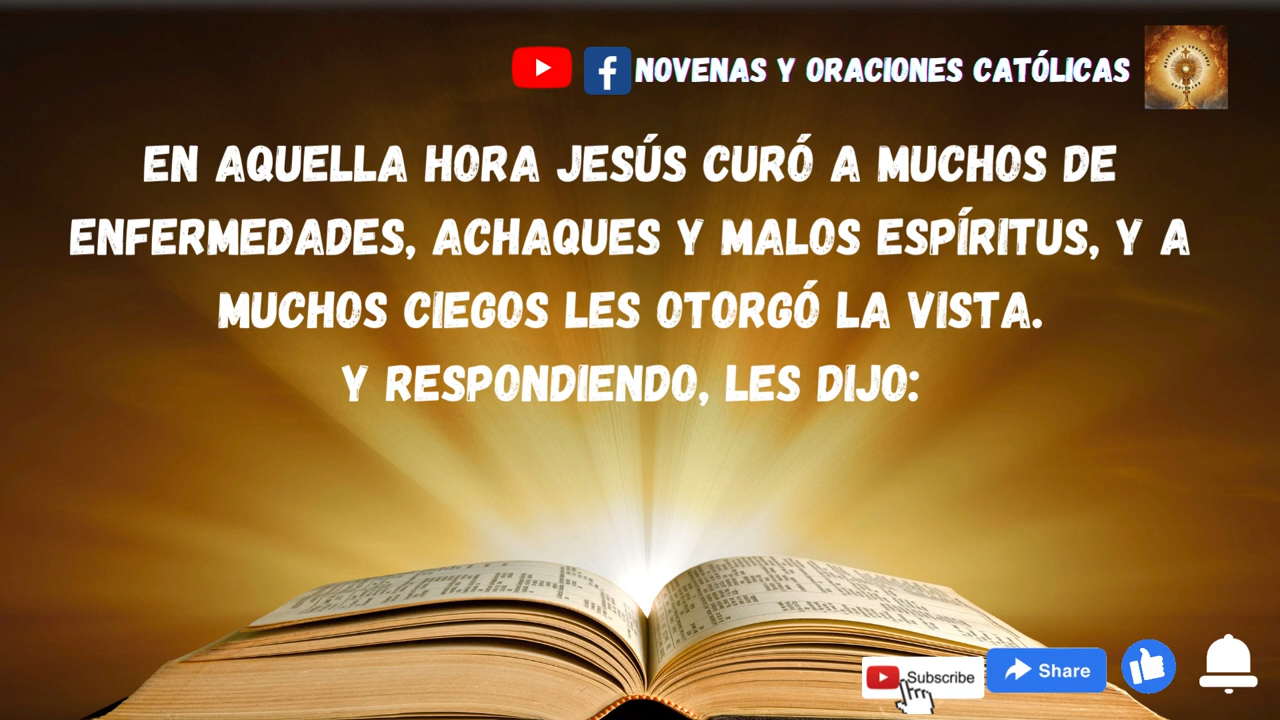 NOVENAS Y ORACIONES CATÓLICAS
EN AQUELLA HORA JESÚS CURÓ A MUCHOS DE
ENFERMEDADES, ACHAQUES Y MALOS ESPÍRITUS, Y A
MUCHOS CIEGOS LES OTORGÓ LA VISTA.
Y RESPONDIENDO, LES DIJO:
Subscribe
Share